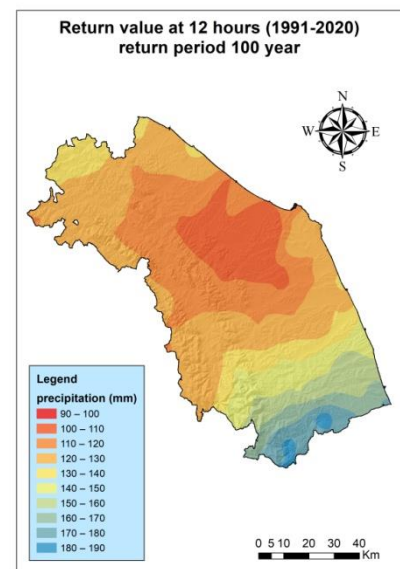 Return value at 12 hours (1991-2020)
return period 100 year
N
W E
S
Legend
precipitation (mm)
90 – 100
100 – 110
110 – 120
120 – 130
130 – 140
140 – 150
150 – 160
160 – 170
170 – 180
180 – 190
0 5 10 20 30 40
Km